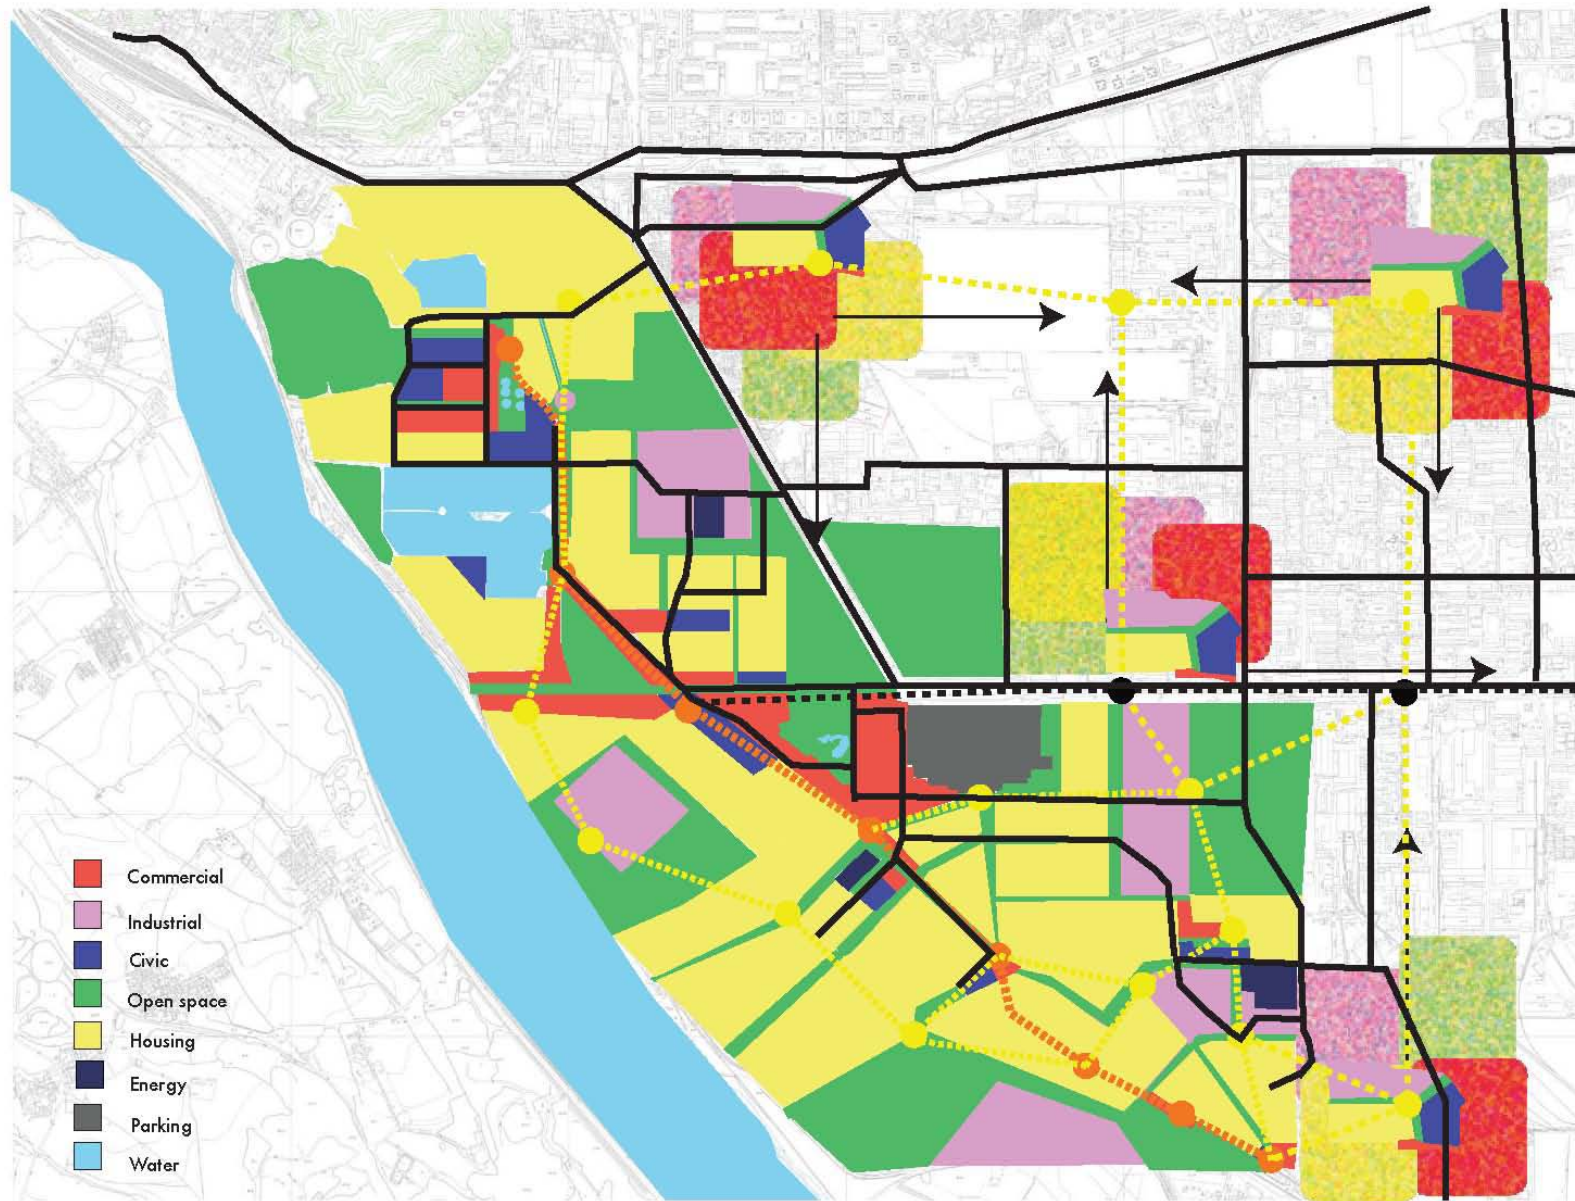 Commercial
Industrial
Civic
Open space
Housing
Energy
Parking
Water